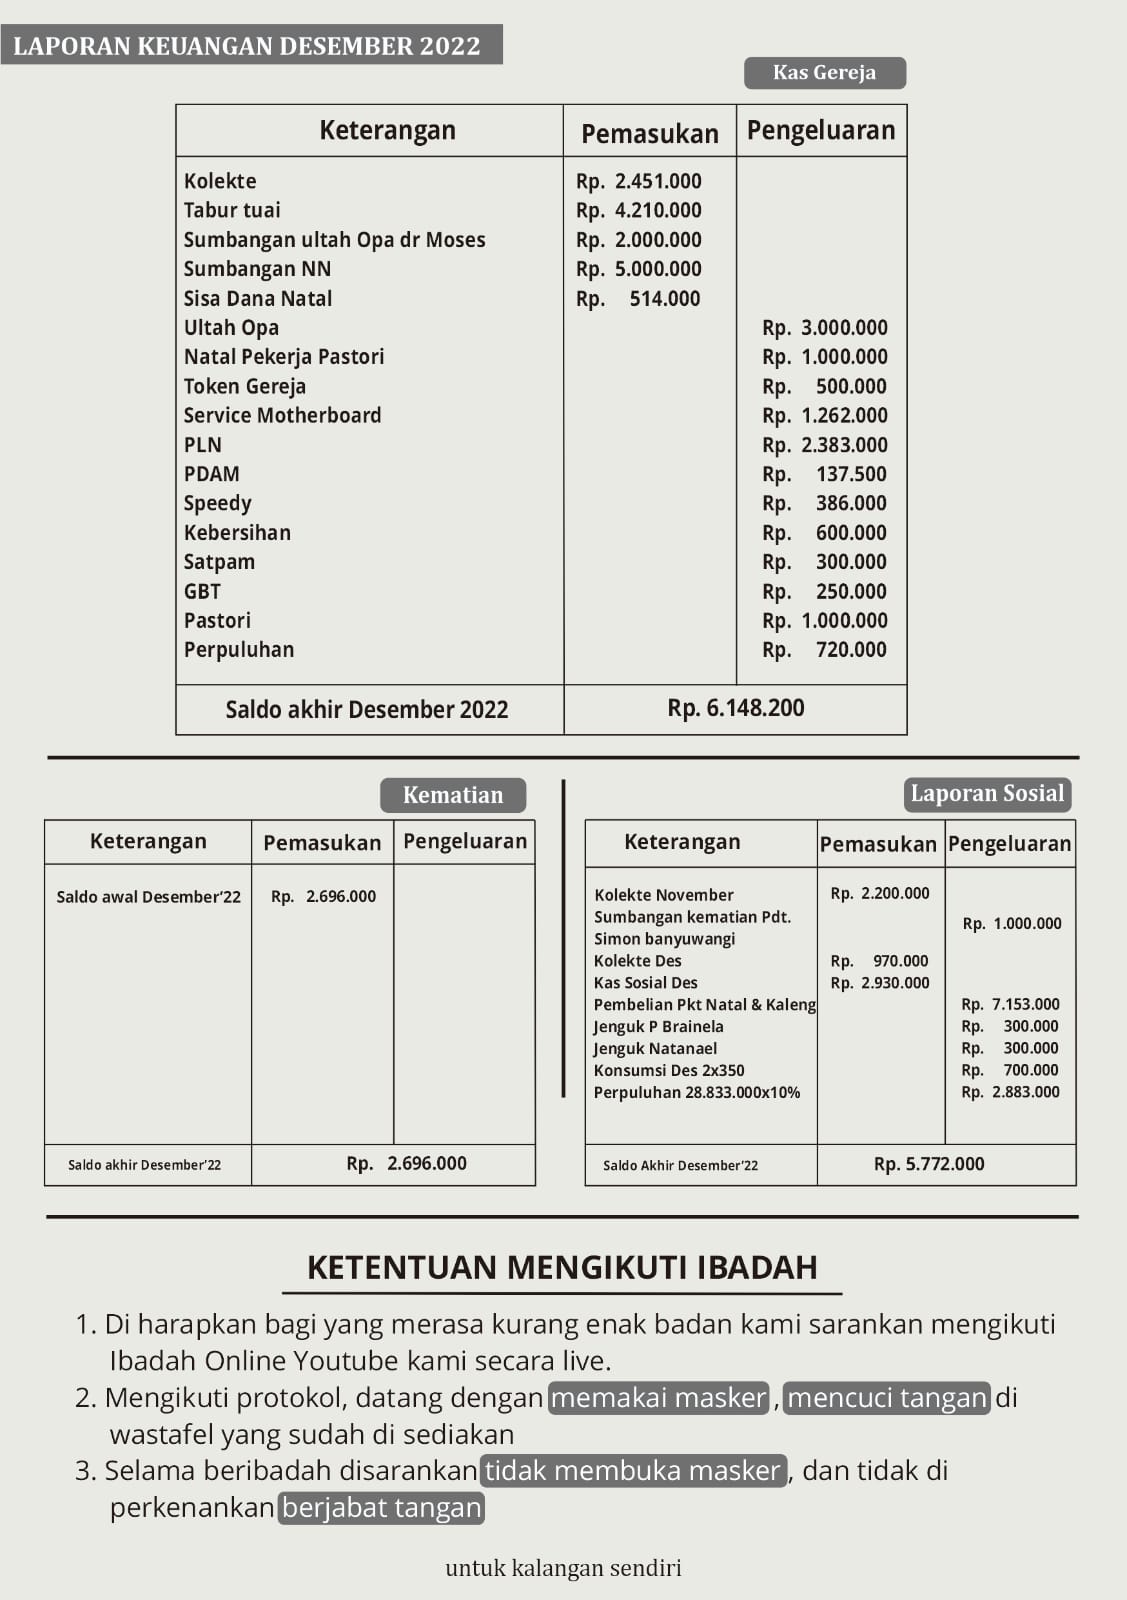 LAPORAN KEUANGAN DESEMBER 2022
Kas Gereja
Keterangan Pemasukan Pengeluaran
Kolekte Rp. 2.451.000
Tabur tuai Rp. 4.210.000
Sumbangan ultah Opa dr Moses Rp. 2.000.000
Sumbangan NN Rp. 5.000.000
Sisa Dana Natal Rp. 514.000
Ultah Opa Rp. 3.000.000
Natal Pekerja Pastori Rp. 1.000.000
Token Gereja Rp. 500.000
Service Motherboard Rp. 1.262.000
PLN Rp. 2.383.000
PDAM Rp. 137.500
Speedy Rp. 386.000
Kebersihan Rp. 600.000
Satpam Rp. 300.000
GBT Rp. 250.000
Pastori Rp. 1.000.000
Perpuluhan Rp. 720.000
Saldo akhir Desember 2022 Rp. 6.148.200
Kematian
Keterangan Pemasukan Pengeluaran
Saldo awal Desember'22 Rp. 2.696.000
Saldo akhir Desember'22 Rp. 2.696.000
Laporan Sosial
Keterangan Pemasukan Pengeluaran
Kolekte November Rp. 2.200.000
Sumbangan kematian Pdt. Rp. 1.000.000
Simon banyuwangi
Kolekte Des Rp. 970.000
Kas Sosial Des Rp. 2.930.000
Pembelian Pkt Natal & Kaleng Rp. 7.153.000
Jenguk P Brainela Rp. 300.000
Jenguk Natanael Rp. 300.000
Konsumsi Des 2x350 Rp. 700.000
Perpuluhan 28.833.000x10% Rp. 2.883.000
Saldo Akhir Desember'22 Rp. 5.772.000
KETENTUAN MENGIKUTI IBADAH
1. Di harapkan bagi yang merasa kurang enak badan kami sarankan mengikuti
Ibadah Online Youtube kami secara live.
2. Mengikuti protokol, datang dengan memakai masker , mencuci tangan di
wastafel yang sudah di sediakan
3. Selama beribadah disarankan tidak membuka masker , dan tidak di
perkenankan berjabat tangan
untuk kalangan sendiri